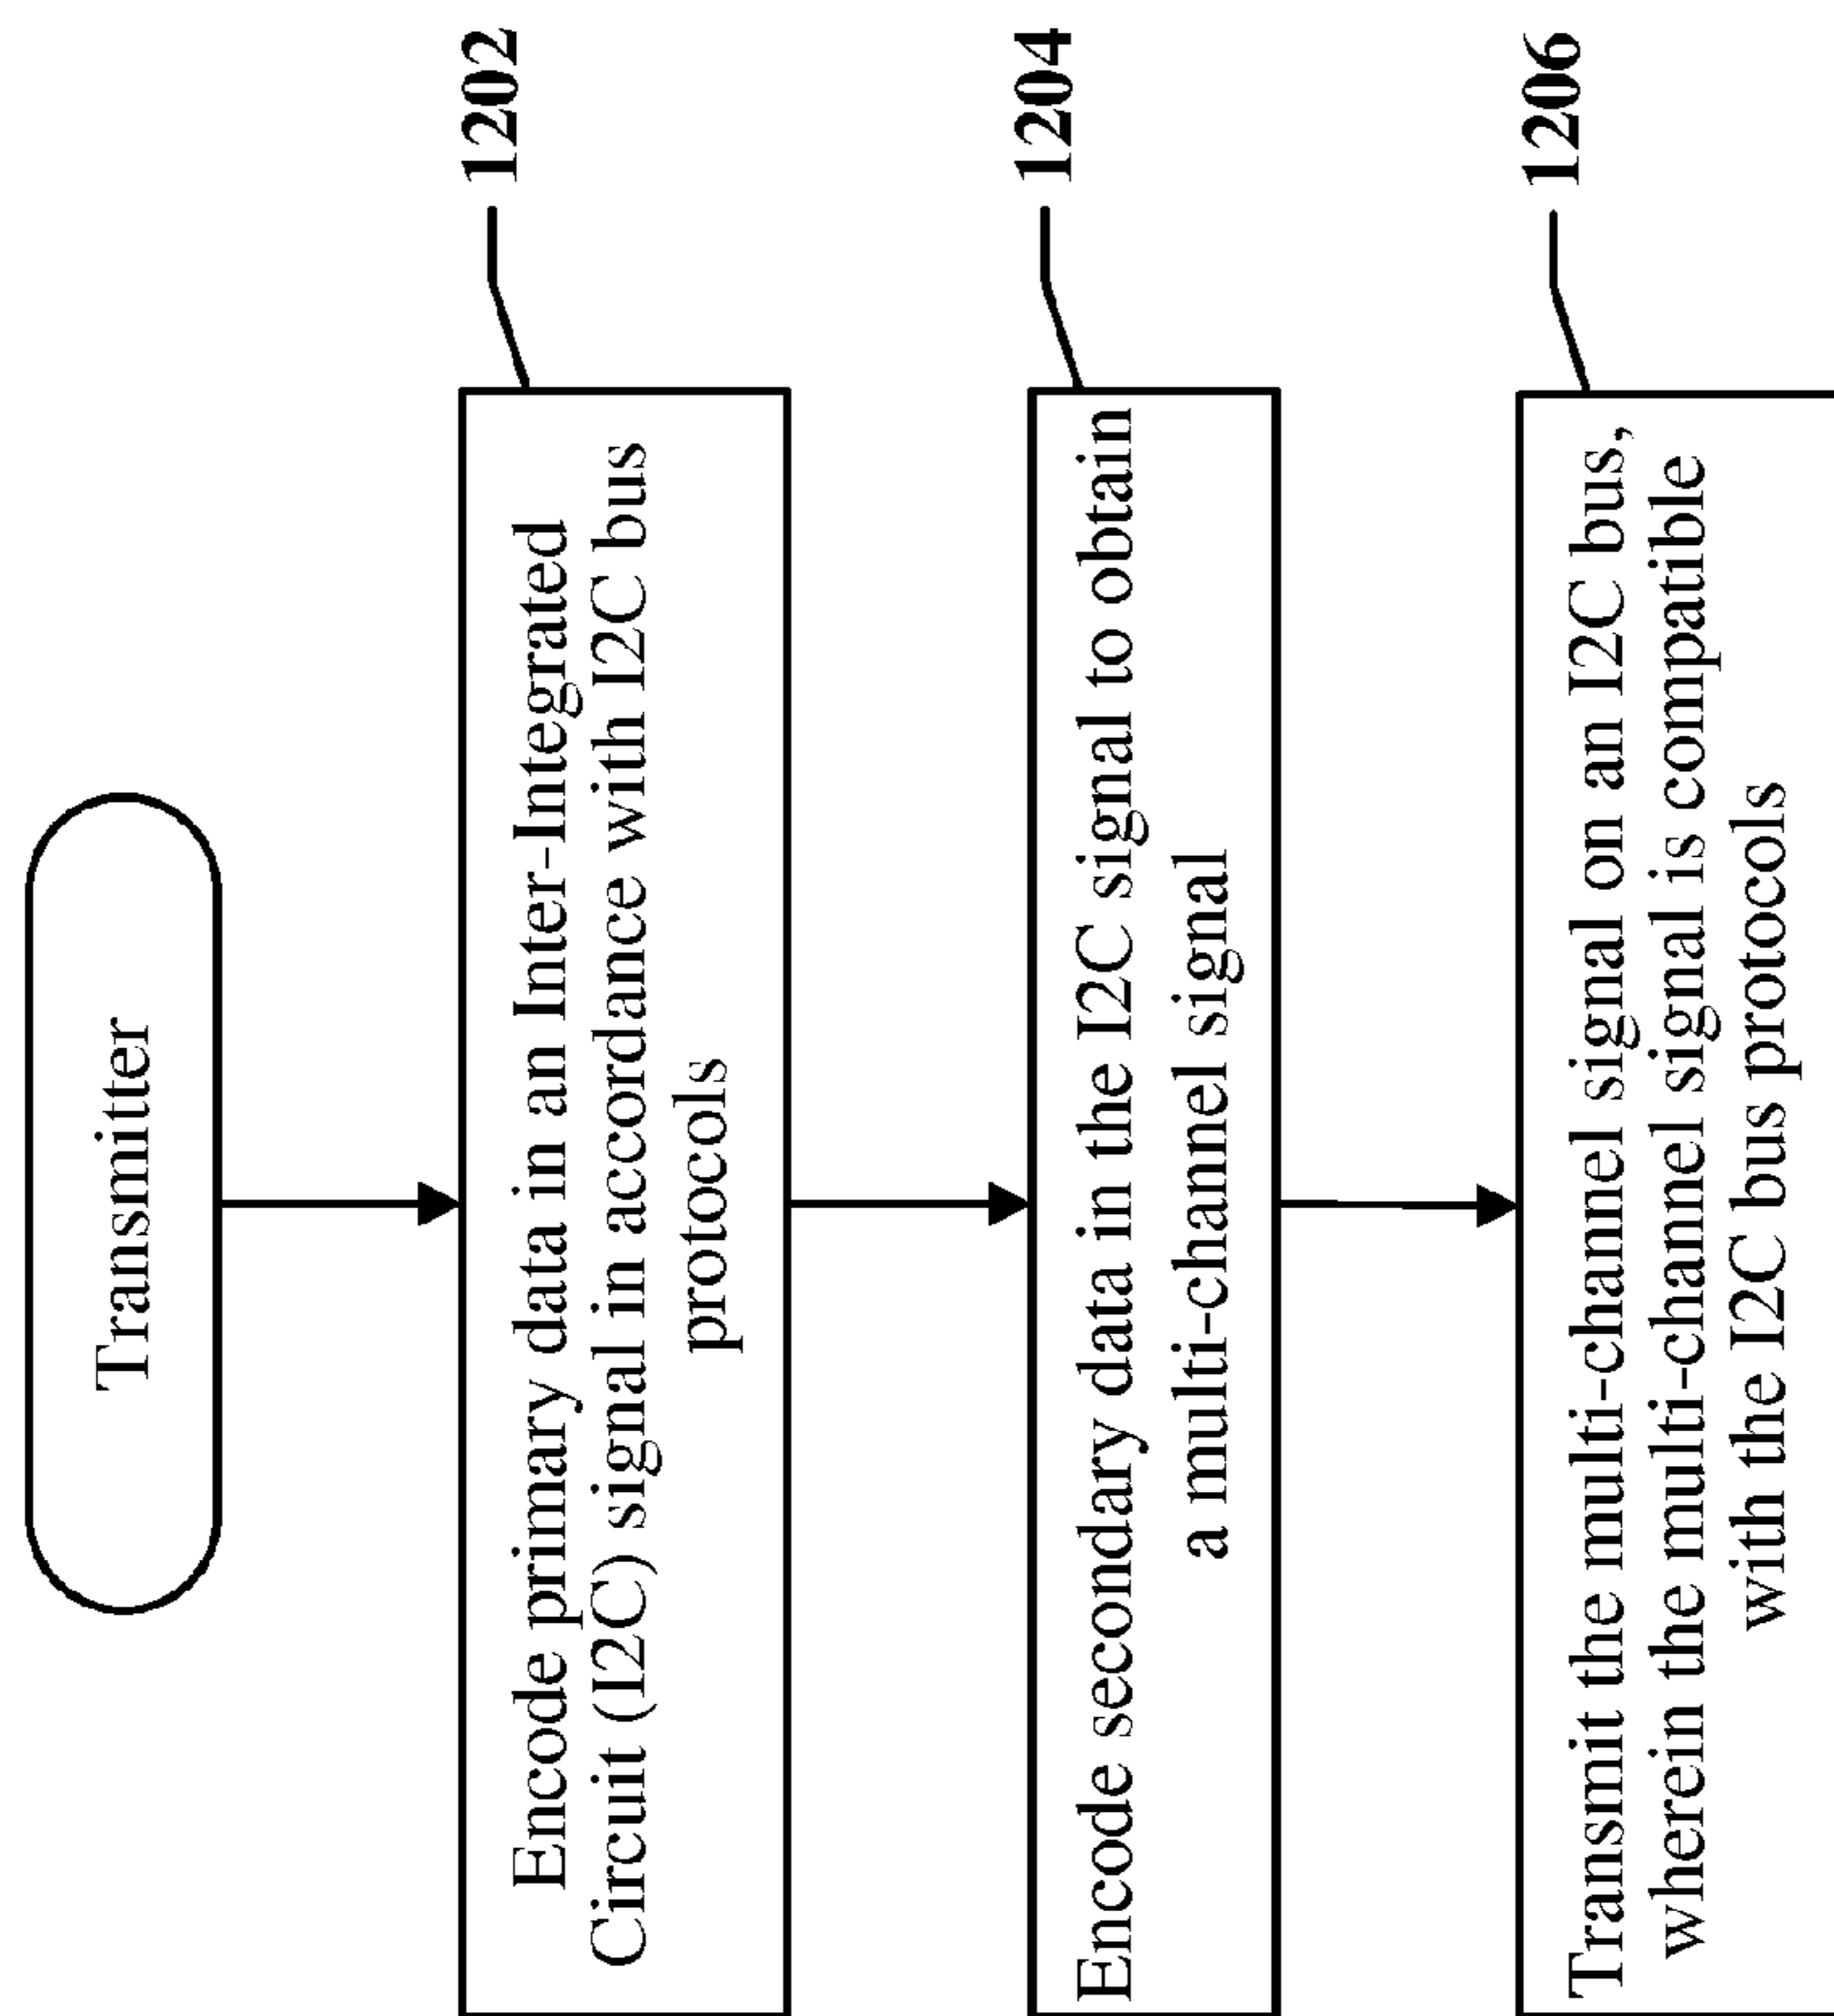 Transmitter
1202
Encode primary data in an Inter-Integrated
Circuit (I2C) signal in accordance with I2C bus
protocols
1204
Encode secondary data in the I2C signal to obtain
a multi-channel signal
1206
Transmit the multi-channel signal on an I2C bus,
wherein the multi-channel signal is compatible
with the I2C bus protocols